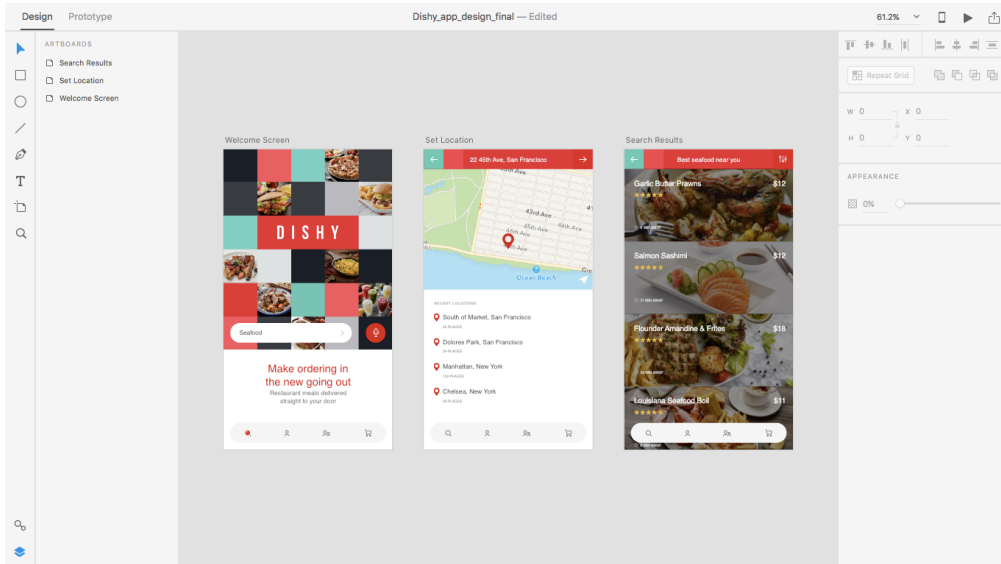 Design Prototype
Dishy_app_design_final — Edited
61.2%
ARTBOARDS
Search Results
Set Location
Welcome Screen
Repeat Grid
W 0 X 0
H 0 Y 0
APPEARANCE
0%
Welcome Screen
DISHY
Seafood
Make ordering in
the new going out
Restaurant meals delivered
straight to your door
Set Location
22 45th Ave, San Francisco
43rd Ave
45th Ave
44th Ave
46th Ave
Ocean Beach
RECENT LOCATIONS
South of Market, San Francisco
Dolores Park, San Francisco
Manhattan, New York
Chelsea, New York
Search Results
Best seafood near you
Garlic Butter Prawns $12
Salmon Sashimi $12
Flounder Amandine & Frites $18
Louisiana Seafood Boil $11